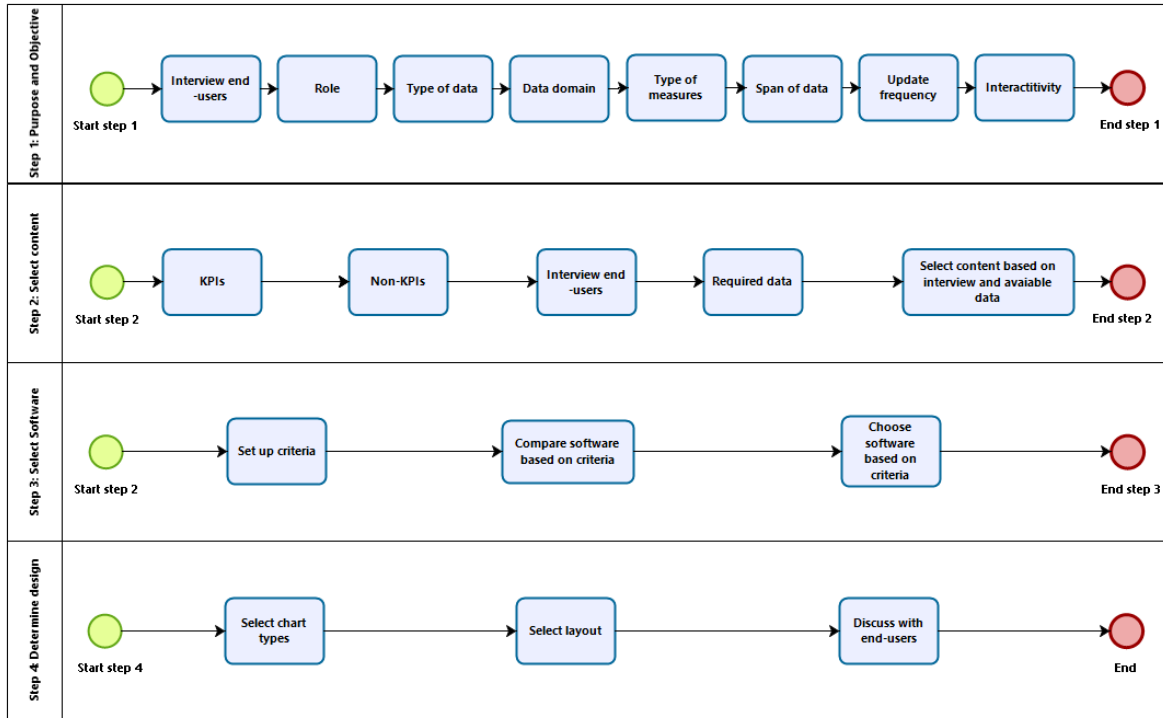 Step 1: Purpose and Objective
Interview end
-users
Role
Type of data
Data domain
Type of
measures
Span of data
Update
frequency
Interactitivity
Start step 1
End step 1
Step 2: Select content
KPIs
Non-KPIs
Interview end
-users
Required data
Select content based on
interview and avaiable
data
Start step 2
End step 2
Step 3: Select Software
Set up criteria
Compare software
based on criteria
Choose
software
based on
criteria
Start step 2
End step 3
Step 4: Determine design
Select chart
types
Select layout
Discuss with
end-users
Start step 4
End